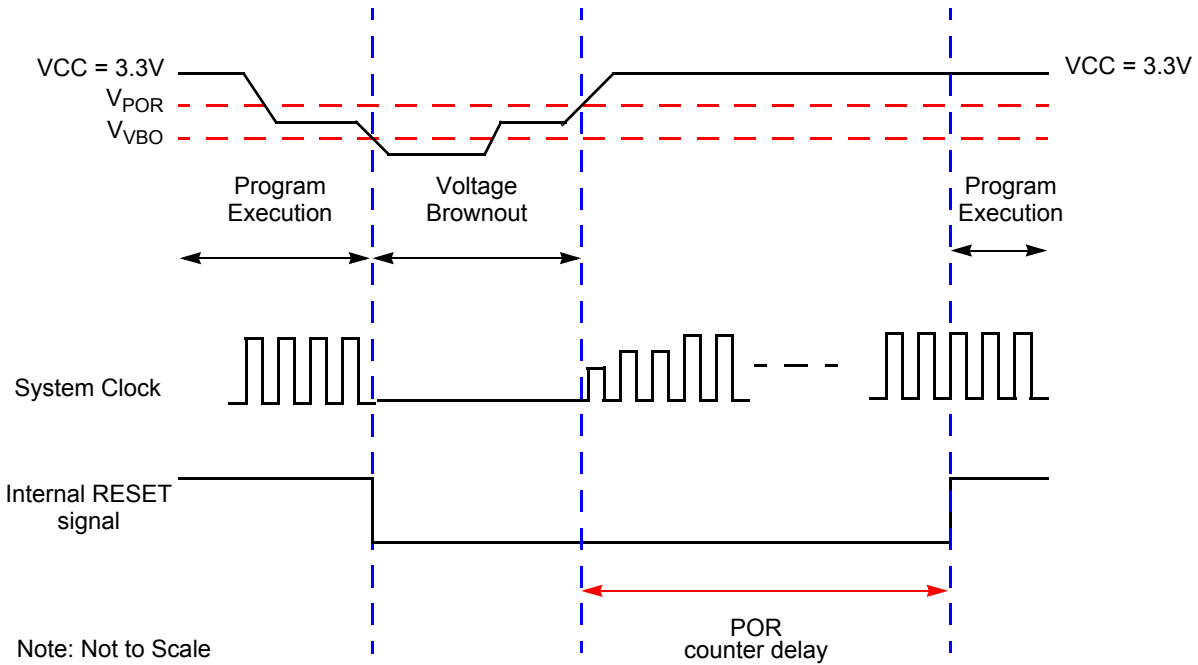 VCC = 3.3V
VCC = 3.3V
VPOR
VVBO
Program
Execution
Voltage
Brownout
Program
Execution
System Clock
Internal RESET
signal
POR
counter delay
Note: Not to Scale